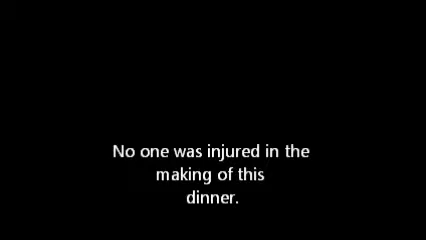 No one was injured in the
making of this
dinner.